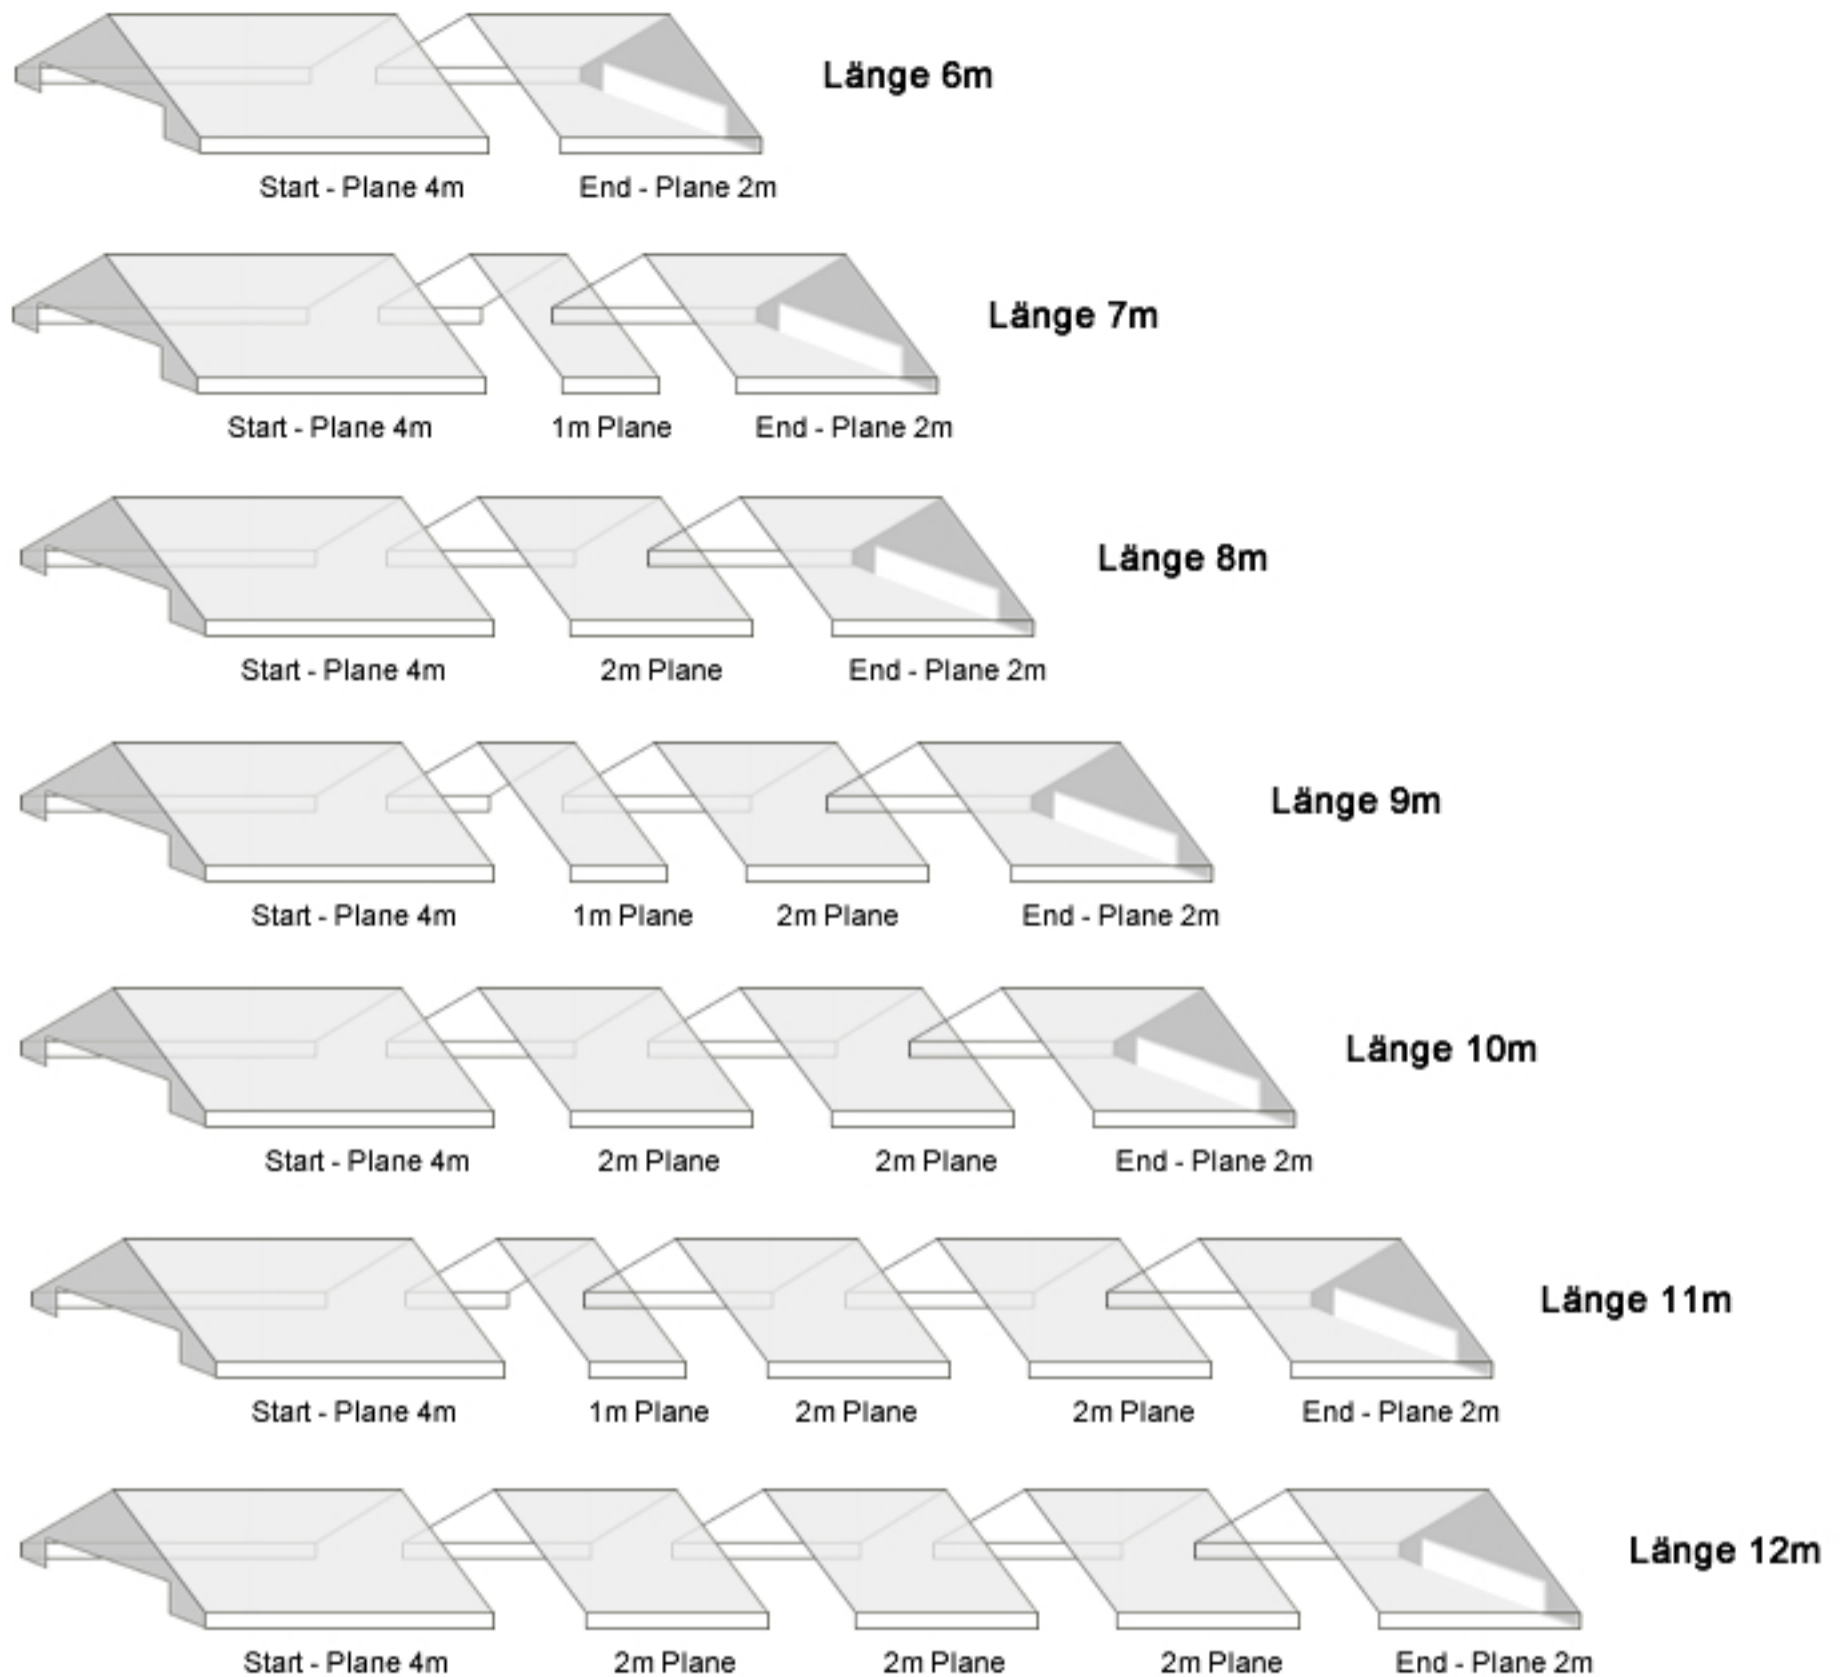 Länge 6m
Start - Plane 4m End - Plane 2m
Länge 7m
Start - Plane 4m 1m Plane End - Plane 2m
Länge 8m
Start - Plane 4m 2m Plane End - Plane 2m
Länge 9m
Start - Plane 4m 1m Plane 2m Plane End - Plane 2m
Länge 10m
Start - Plane 4m 2m Plane 2m Plane End - Plane 2m
Länge 11m
Start - Plane 4m 1m Plane 2m Plane 2m Plane End - Plane 2m
Länge 12m
Start - Plane 4m 2m Plane 2m Plane 2m Plane End - Plane 2m